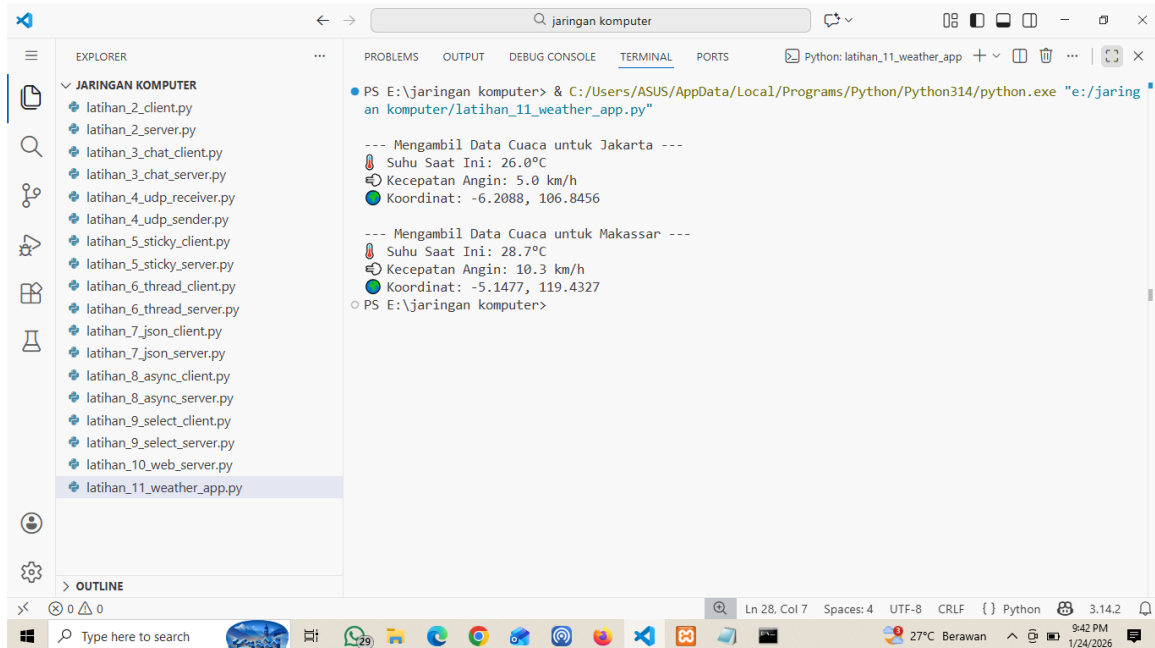 jaringan komputer
EXPLORER
JARINGAN KOMPUTER
latihan_2_client.py
latihan_2_server.py
latihan_3_chat_client.py
latihan_3_chat_server.py
latihan_4_udp_receiver.py
latihan_4_udp_sender.py
latihan_5_sticky_client.py
latihan_5_sticky_server.py
latihan_6_thread_client.py
latihan_6_thread_server.py
latihan_7_json_client.py
latihan_7_json_server.py
latihan_8_async_client.py
latihan_8_async_server.py
latihan_9_select_client.py
latihan_9_select_server.py
latihan_10_web_server.py
latihan_11_weather_app.py
OUTLINE
PROBLEMS OUTPUT DEBUG CONSOLE TERMINAL PORTS Python: latihan_11_weather_app
PS E:\jaringan komputer> & C:/Users/ASUS/AppData/Local/Programs/Python/Python314/python.exe "e:/jaring
an komputer/latihan_11_weather_app.py"
--- Mengambil Data Cuaca untuk Jakarta ---
Suhu Saat Ini: 26.0°C
Kecepatan Angin: 5.0 km/h
Koordinat: -6.2088, 106.8456
--- Mengambil Data Cuaca untuk Makassar ---
Suhu Saat Ini: 28.7°C
Kecepatan Angin: 10.3 km/h
Koordinat: -5.1477, 119.4327
PS E:\jaringan komputer>
0 0 Ln 28, Col 7 Spaces: 4 UTF-8 CRLF { } Python 3.14.2
Type here to search 29 27°C Berawan 9:42 PM
1/24/2026